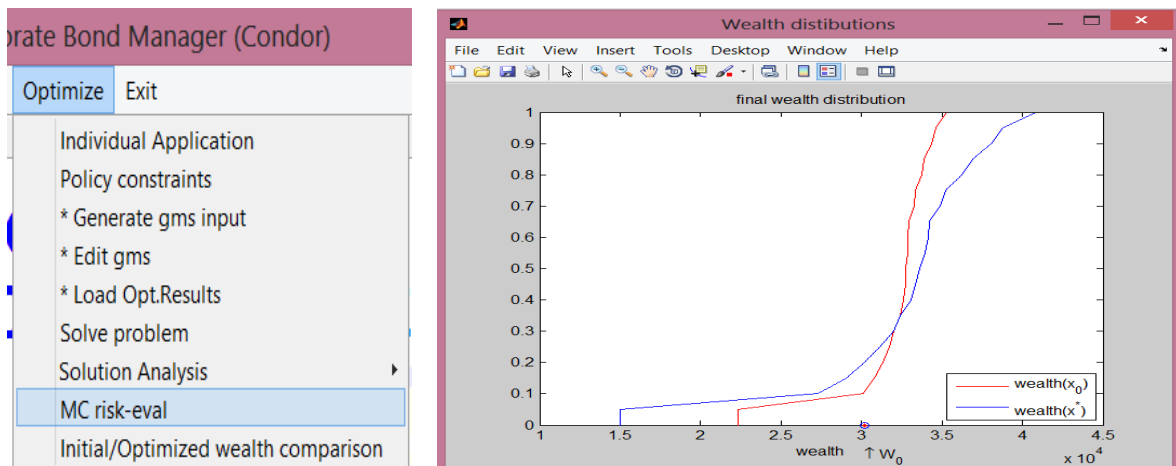 orate Bond Manager (Condor)
Optimize Exit
Individual Application
Policy constraints
* Generate gms input
* Edit gms
* Load Opt.Results
Solve problem
Solution Analysis
MC risk-eval
Initial/Optimized wealth comparison
Wealth distibutions
File Edit View Insert Tools Desktop Window Help
final wealth distribution
1
0.9
0.8
0.7
0.6
0.5
0.4
0.3
0.2
0.1
0
wealth(x₀)
wealth(x*)
1 1.5 2 2.5 3 3.5 4 4.5
wealth ↑ W₀ x 10⁴